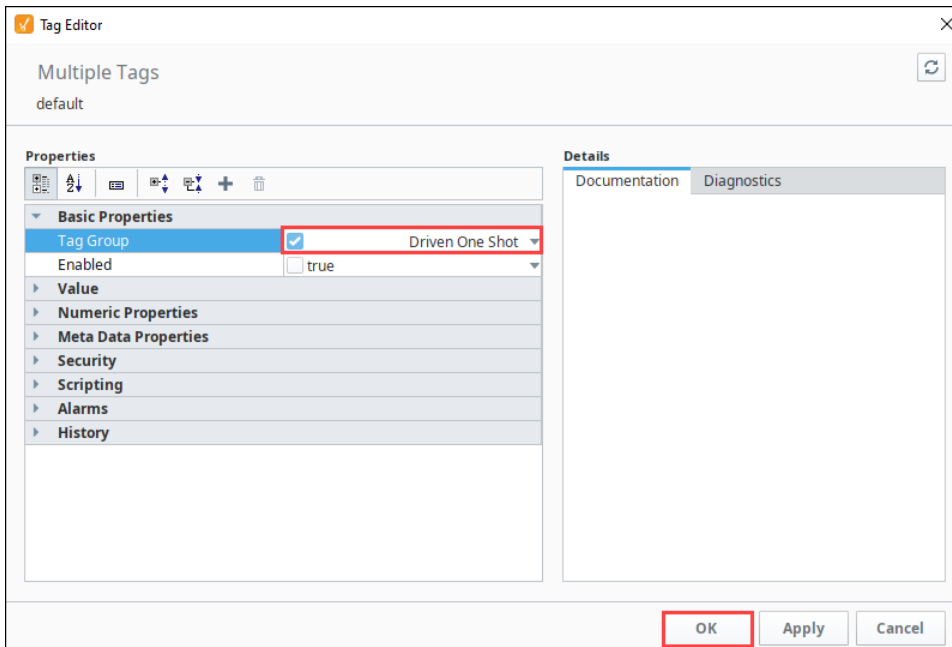 Tag Editor
Multiple Tags
default
Properties
Details
Documentation Diagnostics
Basic Properties
Tag Group Driven One Shot
Enabled true
Value
Numeric Properties
Meta Data Properties
Security
Scripting
Alarms
History
OK Apply Cancel